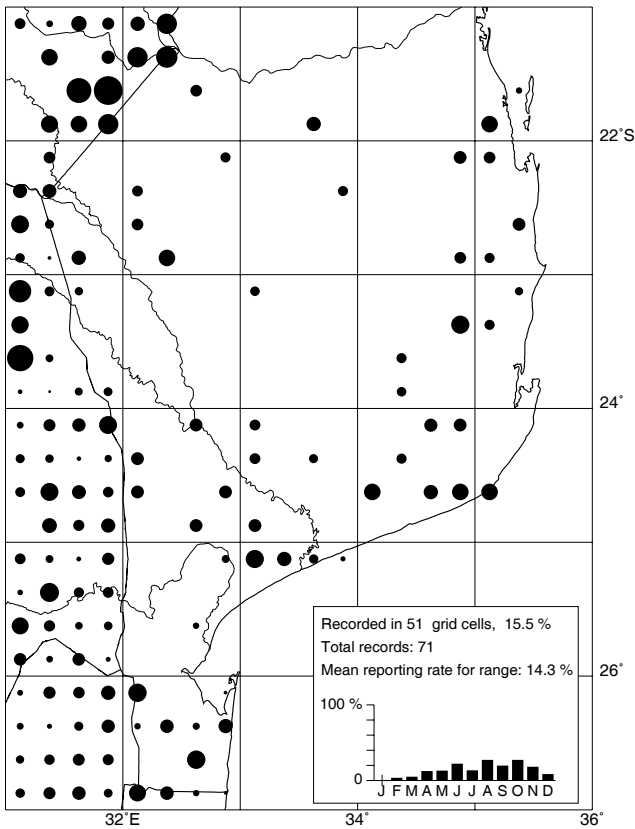 22˚S
24˚
Recorded in 51 grid cells, 15.5 %
Total records: 71
Mean reporting rate for range: 14.3 %
26˚
100 %
0
J F M A M J J A S O N D
32˚E
34˚
36˚